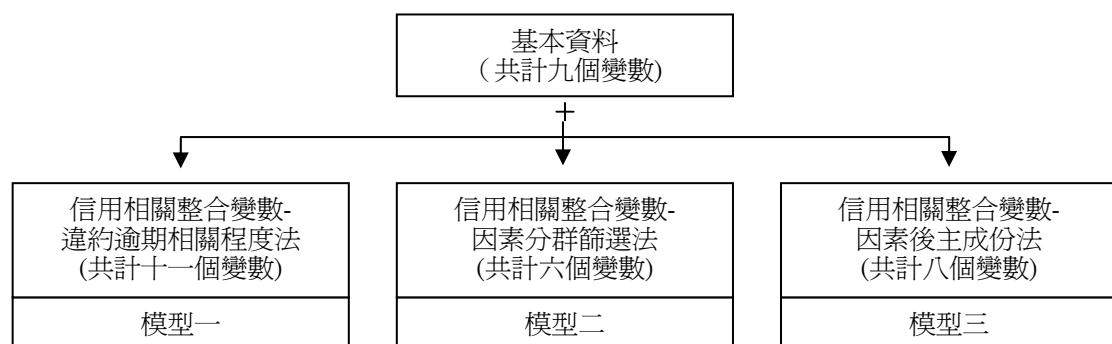 基本資料
（共計九個變數)
+
信用相關整合變數-
違約逾期相關程度法
(共計十一個變數)
模型一
信用相關整合變數-
因素分群篩選法
(共計六個變數)
模型二
信用相關整合變數-
因素後主成份法
(共計八個變數)
模型三